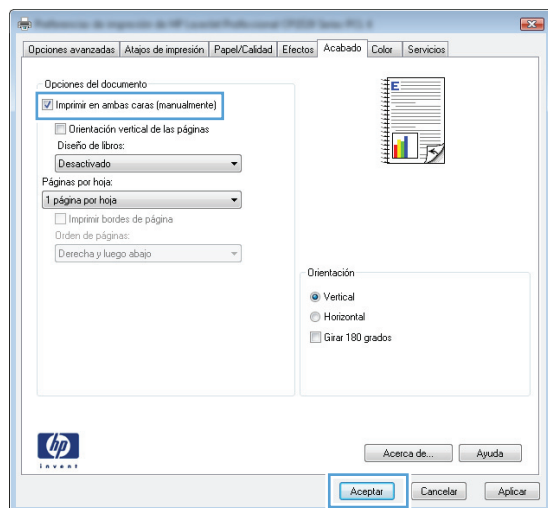 Opciones avanzadas Atajos de impresión Papel/Calidad Efectos Acabado Color Servicios
Opciones del documento
Imprimir en ambas caras (manualmente)
Orientación vertical de las páginas
Diseño de libros:
Desactivado
Páginas por hoja:
1 página por hoja
Imprimir bordes de página
Orden de páginas:
Derecha y luego abajo
E
Orientación
Vertical
Horizontal
Girar 180 grados
hp
invent
Acerca de... Ayuda
Aceptar Cancelar Aplicar